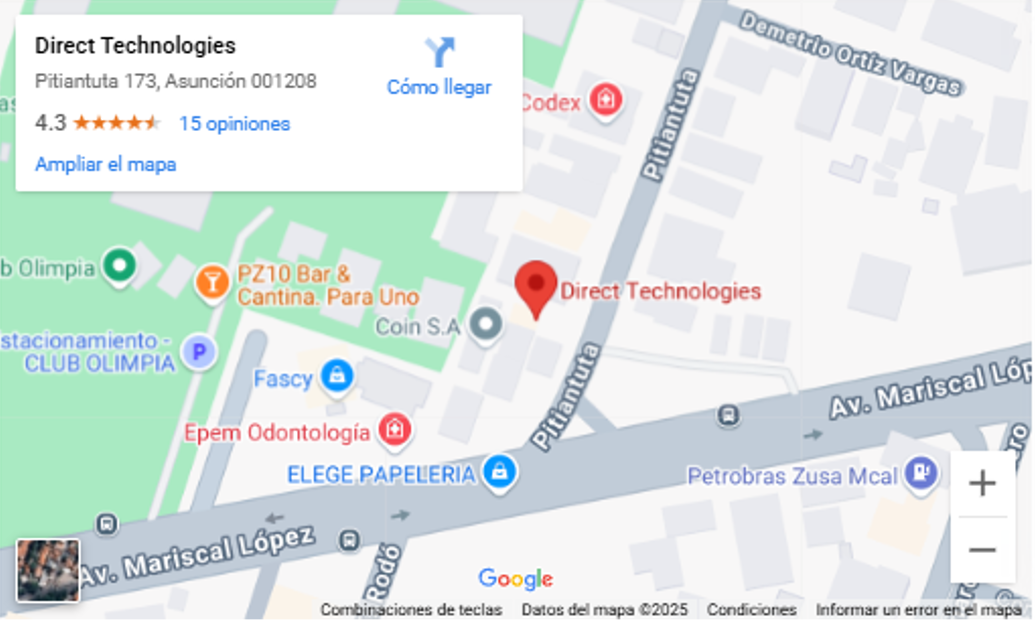 Direct Technologies
Pitiantuta 173, Asunción 001208
Cómo llegar
4.3
15 opiniones
Ampliar el mapa
Demetrio Ortíz Vargas
Codex
Pitiantuta
b Olimpia
PZ10 Bar &
Cantina. Para Uno
Direct Technologies
Coin S.A
stacionamiento -
CLUB OLIMPIA
P
Fascy
Pitiantuta
Av. Mariscal Lóp
Epem Odontología
ELEGE PAPELERIA
Petrobras Zusa Mcal
ro
+
−
Av. Mariscal López
Rodó
Google
Combinaciones de teclas
Datos del mapa ©2025
Condiciones
Informar un error en el mapa